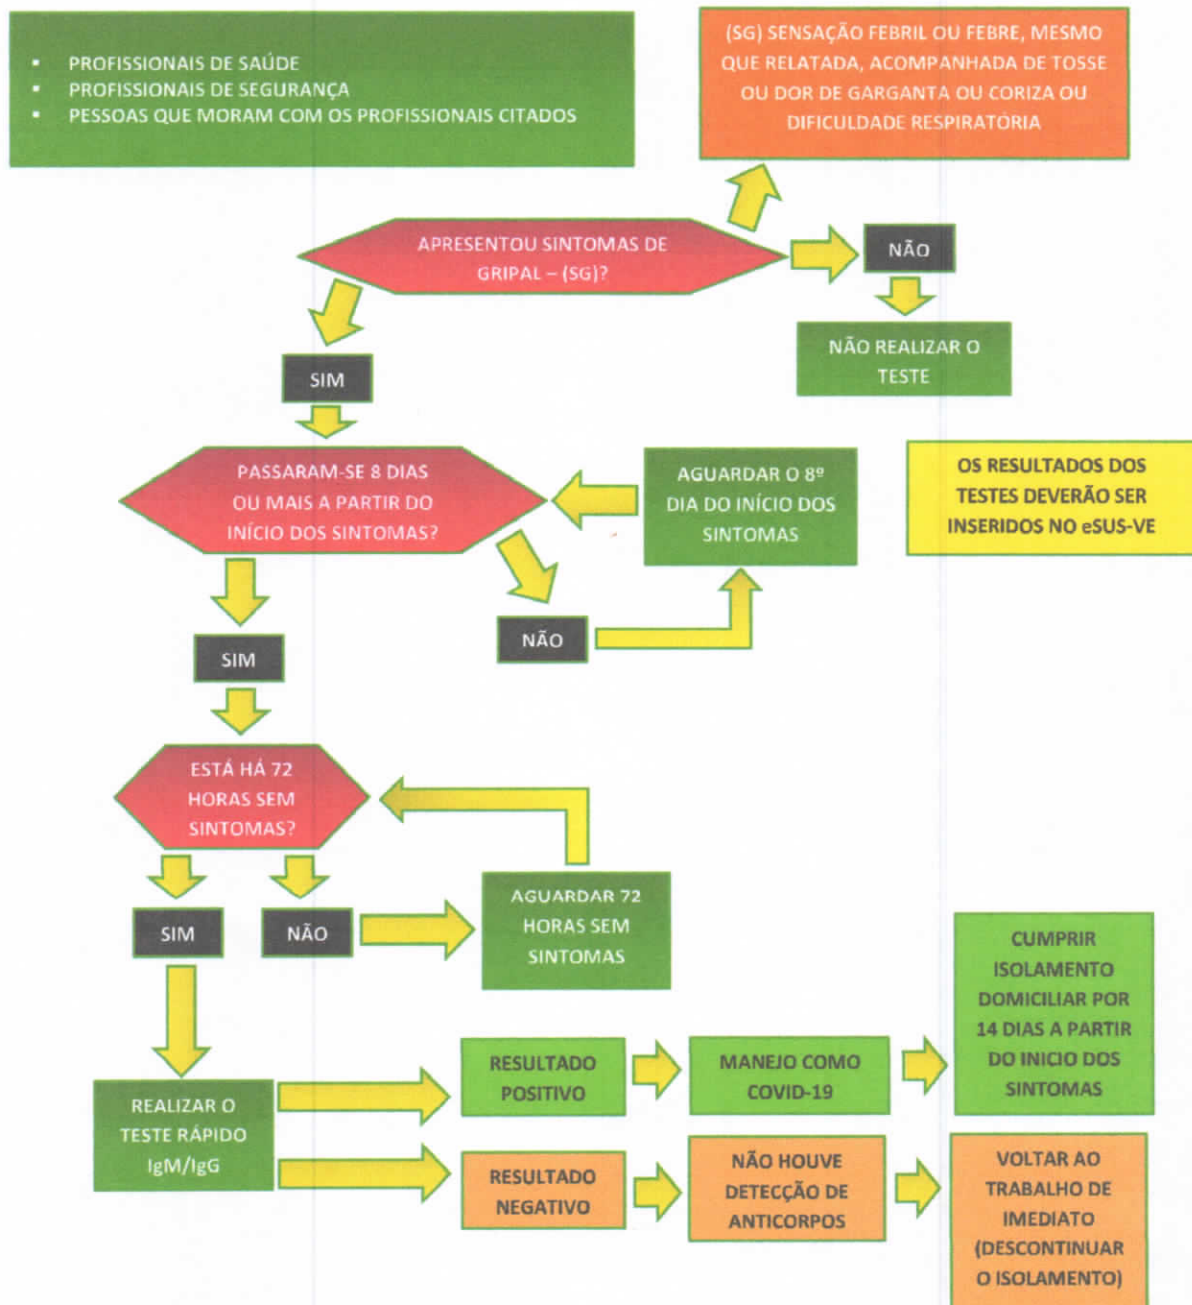 ▪ PROFISSIONAIS DE SAÚDE
▪ PROFISSIONAIS DE SEGURANÇA
▪ PESSOAS QUE MORAM COM OS PROFISSIONAIS CITADOS
(SG) SENSAÇÃO FEBRIL OU FEBRE, MESMO
QUE RELATADA, ACOMPANHADA DE TOSSE
OU DOR DE GARGANTA OU CORIZA OU
DIFICULDADE RESPIRATÓRIA
APRESENTOU SINTOMAS DE
GRIPAL – (SG)?
NÃO
NÃO REALIZAR O
TESTE
SIM
PASSARAM-SE 8 DIAS
OU MAIS A PARTIR DO
INÍCIO DOS SINTOMAS?
AGUARDAR O 8º
DIA DO INÍCIO DOS
SINTOMAS
OS RESULTADOS DOS
TESTES DEVERÃO SER
INSERIDOS NO eSUS-VE
NÃO
SIM
ESTÁ HÁ 72
HORAS SEM
SINTOMAS?
SIM
NÃO
AGUARDAR 72
HORAS SEM
SINTOMAS
REALIZAR O
TESTE RÁPIDO
IgM/IgG
RESULTADO
POSITIVO
MANEJO COMO
COVID-19
CUMPRIR
ISOLAMENTO
DOMICILIAR POR
14 DIAS A PARTIR
DO INICIO DOS
SINTOMAS
RESULTADO
NEGATIVO
NÃO HOUVE
DETECÇÃO DE
ANTICORPOS
VOLTAR AO
TRABALHO DE
IMEDIATO
(DESCONTINUAR
O ISOLAMENTO)